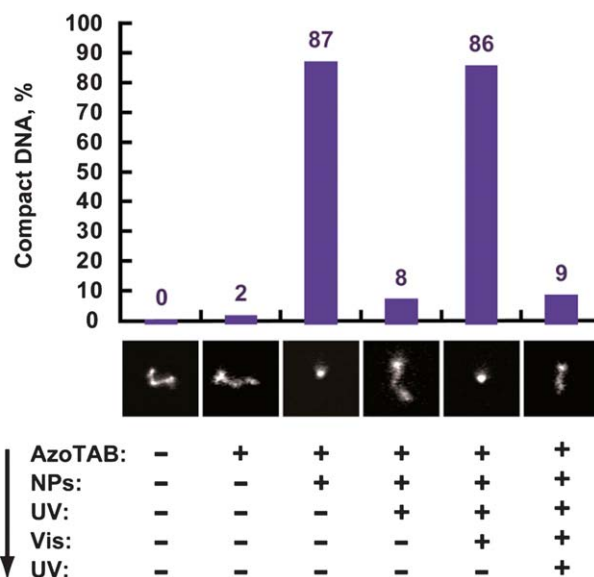 100
87
86
90
80
70
60
50
40
30
20
10
0
0
2
8
9
Compact DNA, %
AzoTAB: – + + + + +
NPs: – – + + + +
UV: – – – + + +
Vis: – – – – + +
UV: – – – – – +